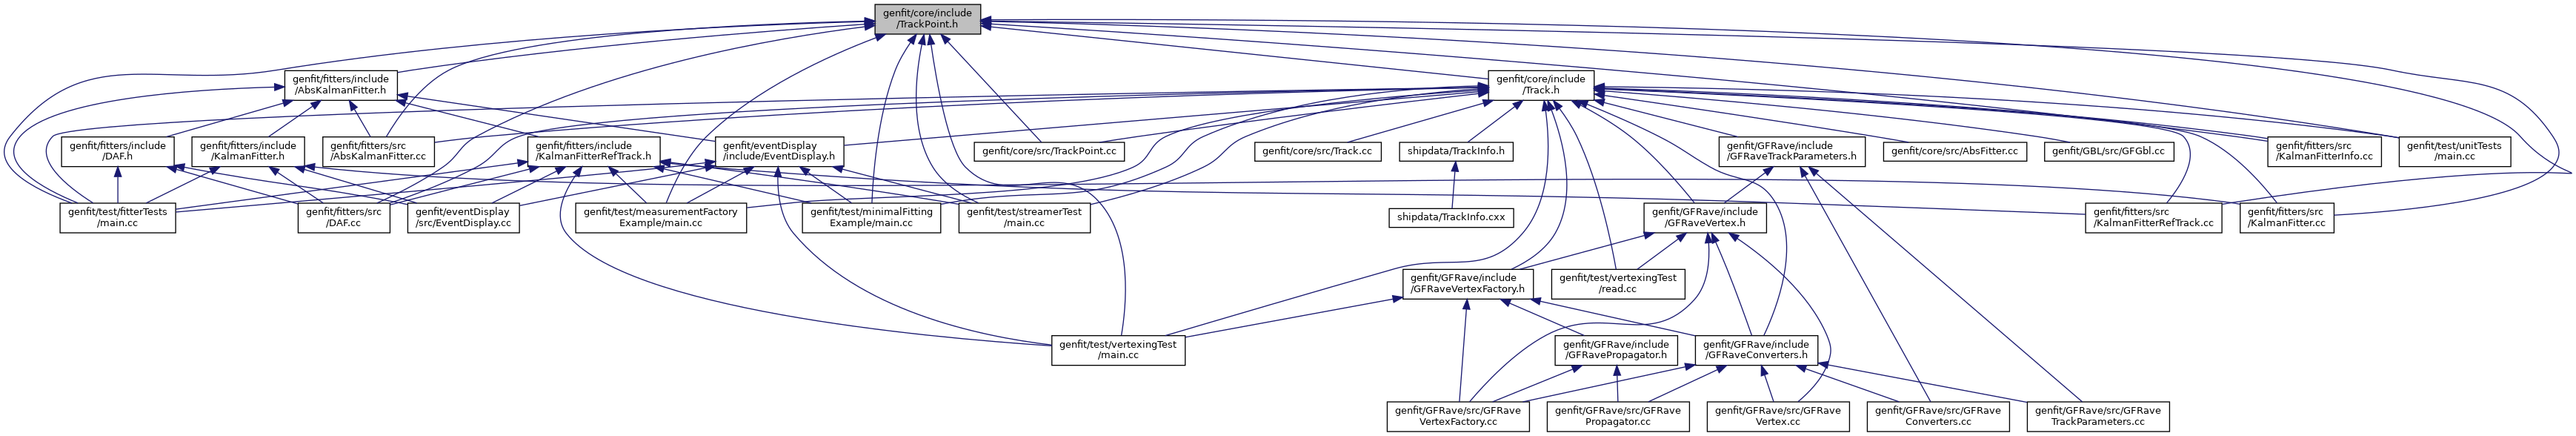 genfit/core/include
/TrackPoint.h
genfit/fitters/include
/AbsKalmanFitter.h
genfit/core/include
/Track.h
genfit/fitters/include
/DAF.h
genfit/fitters/include
/KalmanFitter.h
genfit/fitters/src
/AbsKalmanFitter.cc
genfit/fitters/include
/KalmanFitterRefTrack.h
genfit/eventDisplay
/include/EventDisplay.h
genfit/core/src/TrackPoint.cc
genfit/core/src/Track.cc
shipdata/TrackInfo.h
genfit/GFRave/include
/GFRaveTrackParameters.h
genfit/core/src/AbsFitter.cc
genfit/GBL/src/GFGbl.cc
genfit/fitters/src
/KalmanFitterInfo.cc
genfit/test/unitTests
/main.cc
genfit/test/fitterTests
/main.cc
genfit/fitters/src
/DAF.cc
genfit/eventDisplay
/src/EventDisplay.cc
genfit/test/measurementFactory
Example/main.cc
genfit/test/minimalFitting
Example/main.cc
genfit/test/streamerTest
/main.cc
shipdata/TrackInfo.cxx
genfit/GFRave/include
/GFRaveVertex.h
genfit/fitters/src
/KalmanFitterRefTrack.cc
genfit/fitters/src
/KalmanFitter.cc
genfit/GFRave/include
/GFRaveVertexFactory.h
genfit/test/vertexingTest
/read.cc
genfit/test/vertexingTest
/main.cc
genfit/GFRave/include
/GFRavePropagator.h
genfit/GFRave/include
/GFRaveConverters.h
genfit/GFRave/src/GFRave
VertexFactory.cc
genfit/GFRave/src/GFRave
Propagator.cc
genfit/GFRave/src/GFRave
Vertex.cc
genfit/GFRave/src/GFRave
Converters.cc
genfit/GFRave/src/GFRave
TrackParameters.cc